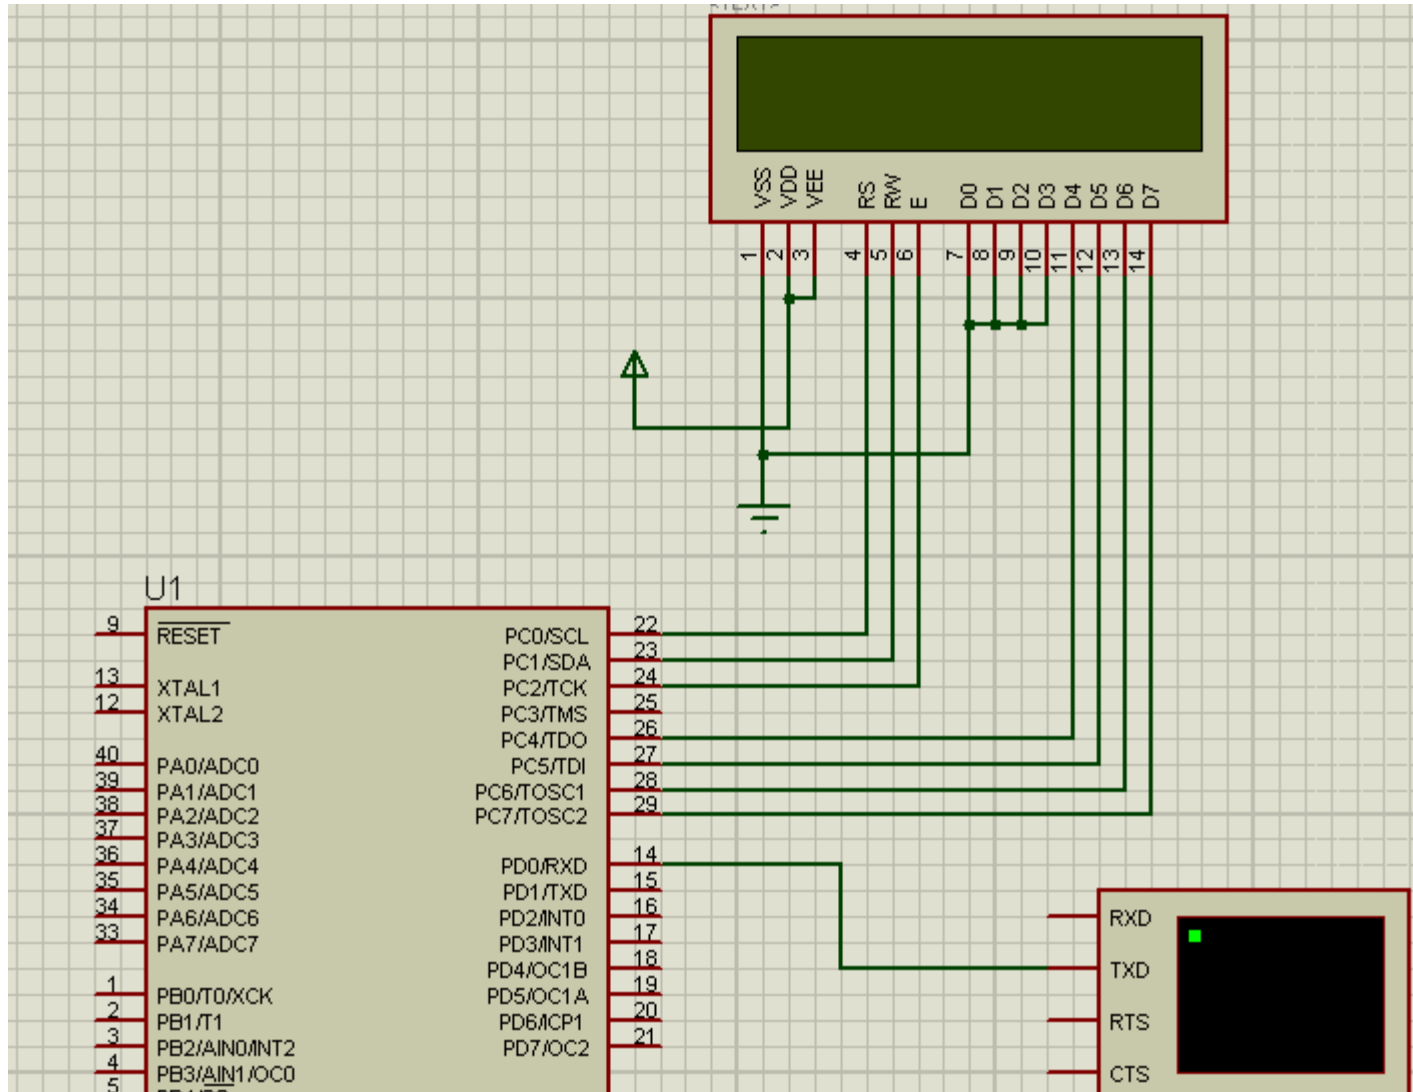 VSS VDD VEE RS RW E D0 D1 D2 D3 D4 D5 D6 D7
1 2 3 4 5 6 7 8 9 10 11 12 13 14
U1
9 RESET PC0/SCL 22
PC1/SDA 23
13 XTAL1 PC2/TCK 24
12 XTAL2 PC3/TMS 25
PC4/TDO 26
40 PA0/ADC0 PC5/TDI 27
39 PA1/ADC1 PC6/TOSC1 28
38 PA2/ADC2 PC7/TOSC2 29
37 PA3/ADC3
36 PA4/ADC4 PD0/RXD 14
35 PA5/ADC5 PD1/TXD 15
34 PA6/ADC6 PD2/INT0 16 RXD
33 PA7/ADC7 PD3/INT1 17
PD4/OC1B 18 TXD
1 PB0/T0/XCK PD5/OC1A 19
2 PB1/T1 PD6/ICP1 20 RTS
3 PB2/AIN0/INT2 PD7/OC2 21
4 PB3/AIN1/OC0 CTS
5